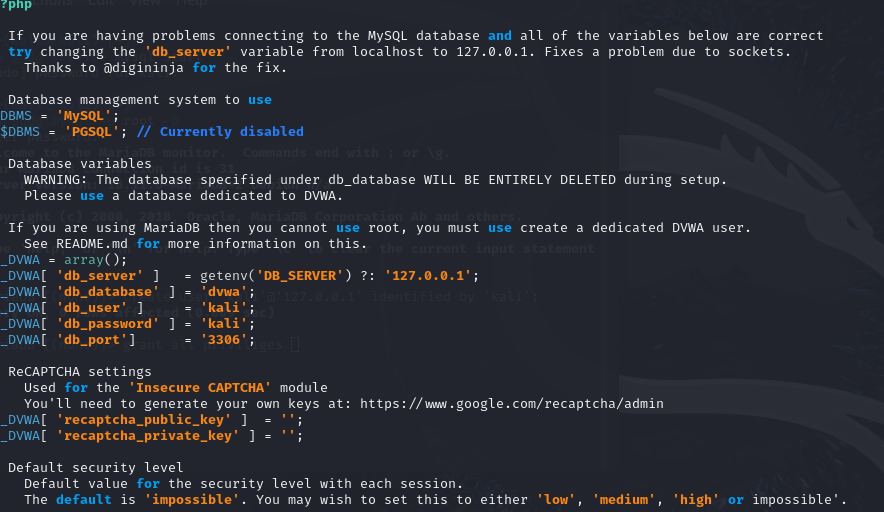 ?php
If you are having problems connecting to the MySQL database and all of the variables below are correct
try changing the 'db_server' variable from localhost to 127.0.0.1. Fixes a problem due to sockets.
Thanks to @digininja for the fix.
Database management system to use
DBMS = 'MySQL';
$DBMS = 'PGSQL'; // Currently disabled
Database variables
WARNING: The database specified under db_database WILL BE ENTIRELY DELETED during setup.
Please use a database dedicated to DVWA.
If you are using MariaDB then you cannot use root, you must use create a dedicated DVWA user.
See README.md for more information on this.
_DVWA = array();
_DVWA[ 'db_server' ]   = getenv('DB_SERVER') ?: '127.0.0.1';
_DVWA[ 'db_database' ] = 'dvwa';
_DVWA[ 'db_user' ]     = 'kali';
_DVWA[ 'db_password' ] = 'kali';
_DVWA[ 'db_port']      = '3306';
ReCAPTCHA settings
Used for the 'Insecure CAPTCHA' module
You'll need to generate your own keys at: https://www.google.com/recaptcha/admin
_DVWA[ 'recaptcha_public_key' ]  = '';
_DVWA[ 'recaptcha_private_key' ] = '';
Default security level
Default value for the security level with each session.
The default is 'impossible'. You may wish to set this to either 'low', 'medium', 'high' or impossible'.